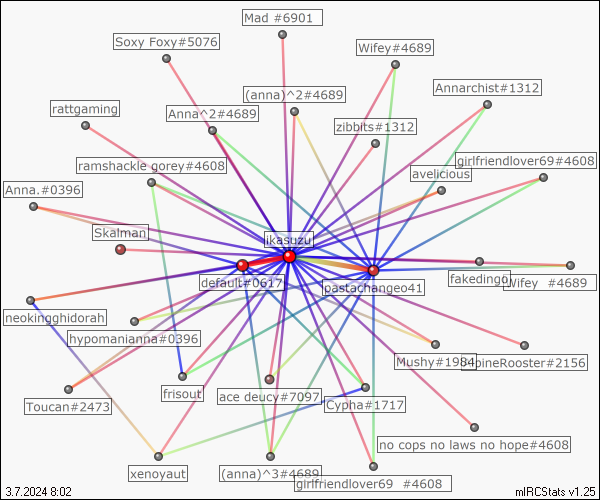 Mad #6901
Soxy Foxy#5076
Wifey#4689
Annarchist#1312
(anna)^2#4689
rattgaming
Anna^2#4689
zibbits#1312
girlfriendlover69#4608
ramshackle gorey#4608
avelicious
Anna.#0396
Skalman
ikasuzu
default#0617
pastachangeo41
fakedingo
Wifey #4689
neokingghidorah
hypomanianna#0396
Mushy#1984
pineRooster#2156
frisout
ace deucy#7097
Cypha#1717
Toucan#2473
no cops no laws no hope#4608
xenoyaut
(anna)^3#4689
girlfriendlover69 #4608
3.7.2024 8:02
mIRCStats v1.25